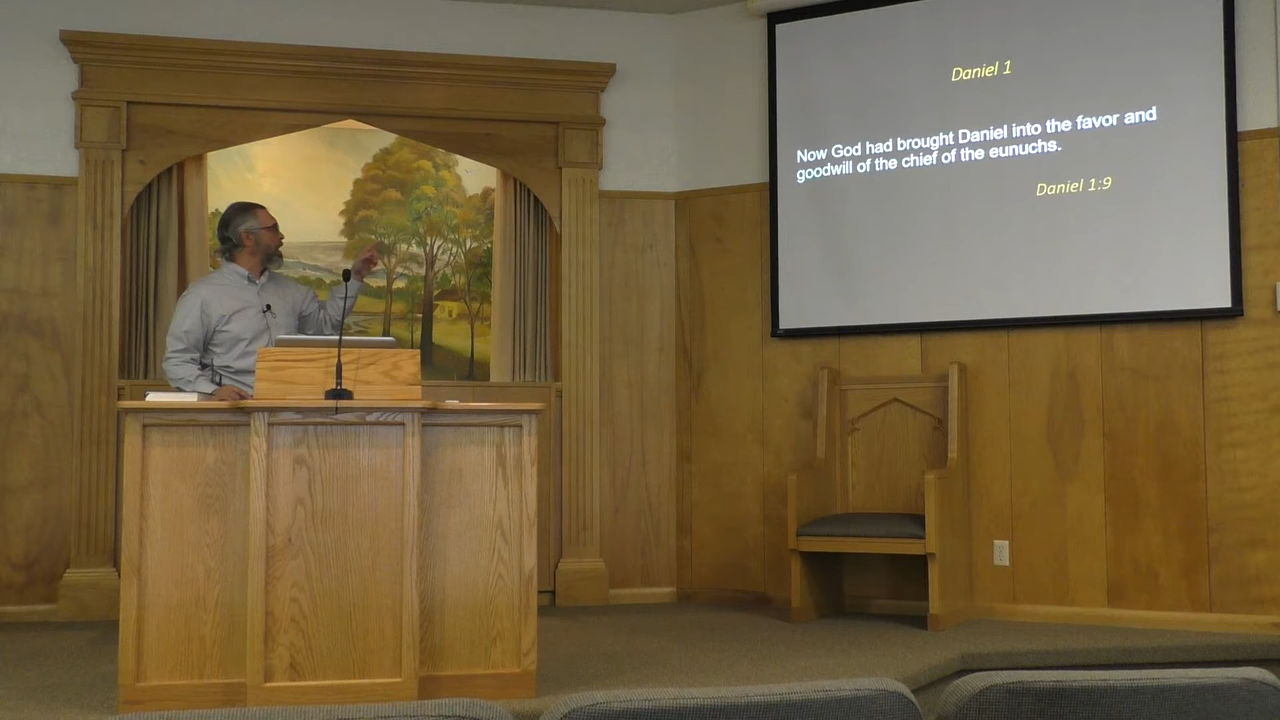 Daniel 1
Now God had brought Daniel into the favor and
goodwill of the chief of the eunuchs.
Daniel 1:9